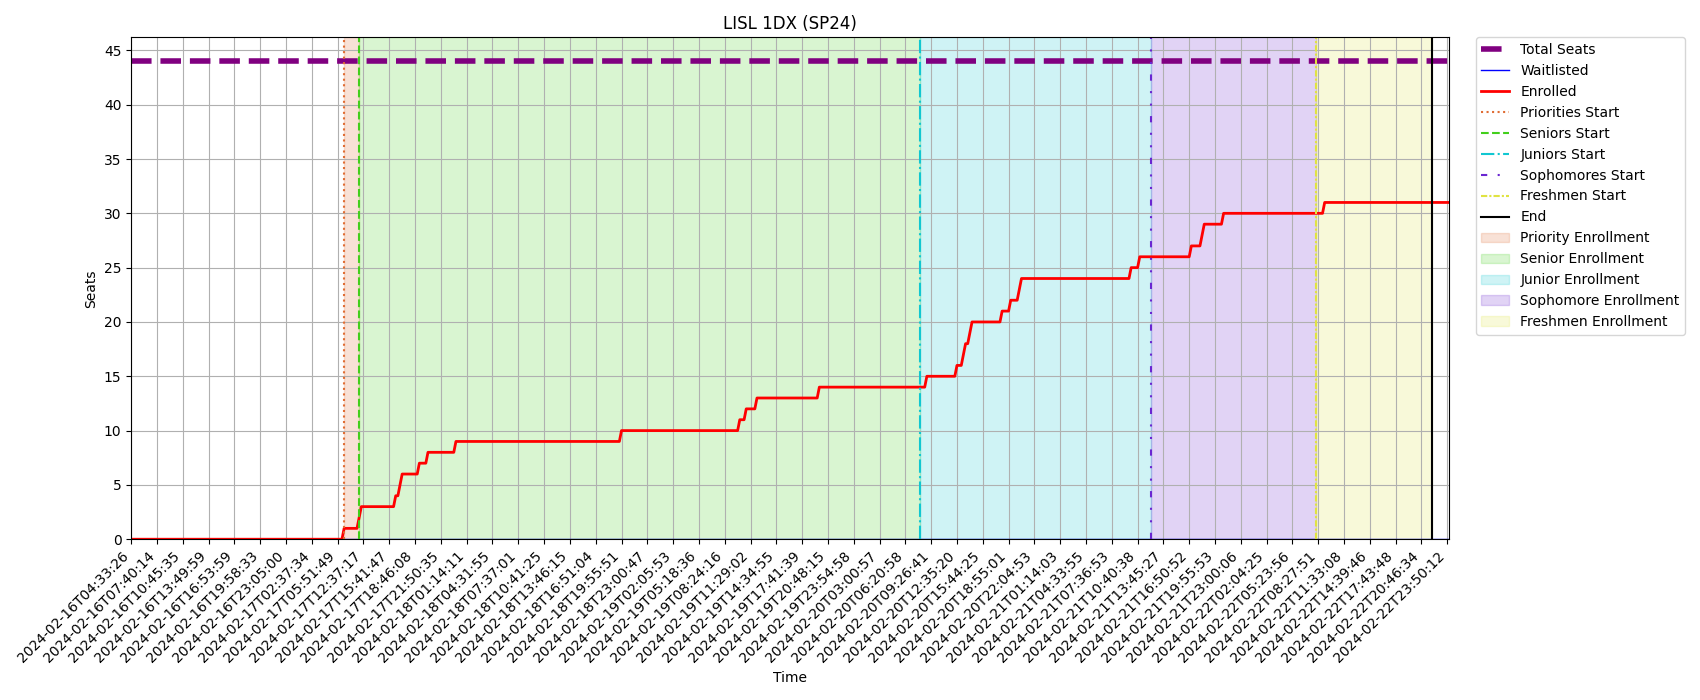 LISL 1DX (SP24)
Seats
45
40
35
30
25
20
15
10
5
0
2024-02-16T04:33:26
2024-02-16T07:40:14
2024-02-16T10:45:35
2024-02-16T13:49:59
2024-02-16T16:53:59
2024-02-16T19:58:33
2024-02-16T23:05:00
2024-02-17T02:37:34
2024-02-17T05:51:49
2024-02-17T12:37:17
2024-02-17T15:41:47
2024-02-17T18:46:08
2024-02-17T21:50:35
2024-02-18T01:14:11
2024-02-18T04:31:55
2024-02-18T07:37:01
2024-02-18T10:41:25
2024-02-18T13:46:15
2024-02-18T16:51:04
2024-02-18T19:55:51
2024-02-18T23:00:47
2024-02-19T02:05:53
2024-02-19T05:18:36
2024-02-19T08:24:16
2024-02-19T11:29:02
2024-02-19T14:34:55
2024-02-19T17:41:39
2024-02-19T20:48:15
2024-02-19T23:54:58
2024-02-20T03:00:57
2024-02-20T06:20:58
2024-02-20T09:26:41
2024-02-20T12:35:20
2024-02-20T15:44:25
2024-02-20T18:55:01
2024-02-20T22:04:53
2024-02-21T01:14:03
2024-02-21T04:33:55
2024-02-21T07:36:53
2024-02-21T10:40:38
2024-02-21T13:45:27
2024-02-21T16:50:52
2024-02-21T19:55:53
2024-02-21T23:00:06
2024-02-22T02:04:25
2024-02-22T05:23:56
2024-02-22T08:27:51
2024-02-22T11:33:08
2024-02-22T14:39:46
2024-02-22T17:43:48
2024-02-22T20:46:34
2024-02-22T23:50:12
Time
Total Seats
Waitlisted
Enrolled
Priorities Start
Seniors Start
Juniors Start
Sophomores Start
Freshmen Start
End
Priority Enrollment
Senior Enrollment
Junior Enrollment
Sophomore Enrollment
Freshmen Enrollment